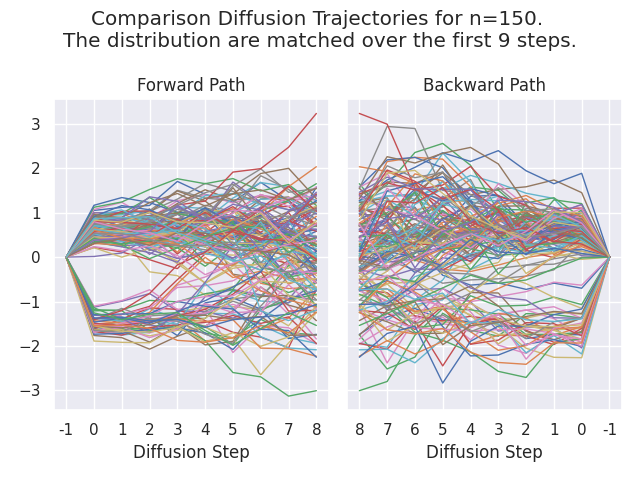 Comparison Diffusion Trajectories for n=150.
The distribution are matched over the first 9 steps.
Forward Path
Backward Path
3
2
1
0
−1
−2
−3
-1 0 1 2 3 4 5 6 7 8
8 7 6 5 4 3 2 1 0 -1
Diffusion Step
Diffusion Step